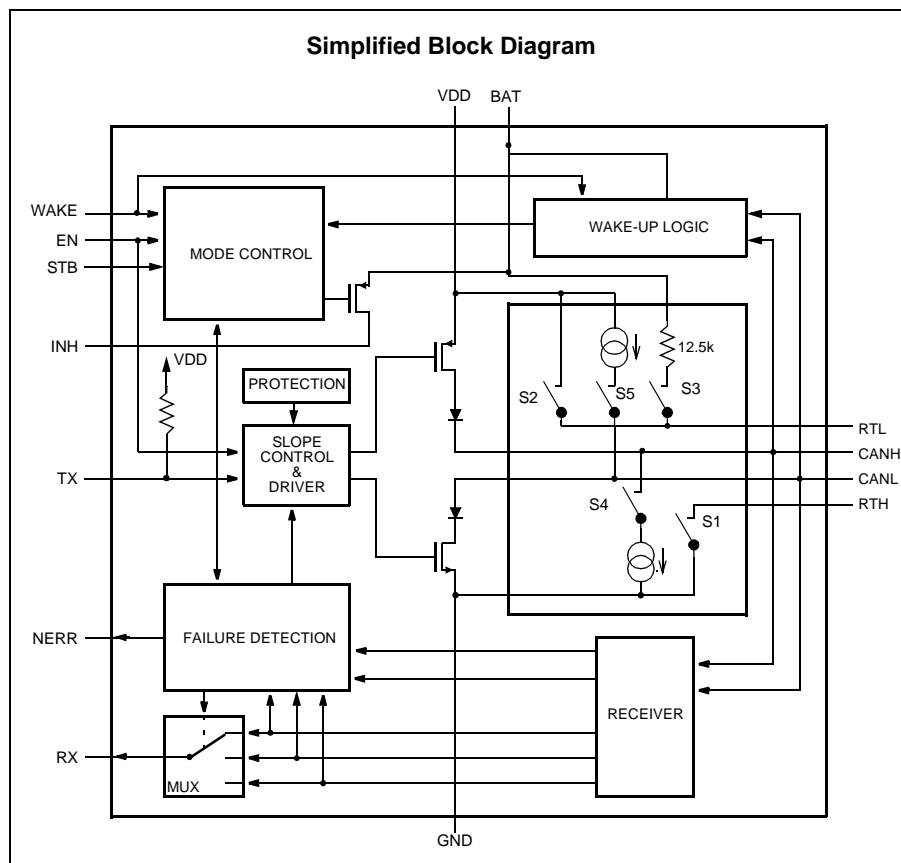 Simplified Block Diagram
VDD BAT
WAKE
EN
STB
INH
MODE CONTROL
WAKE-UP LOGIC
VDD
PROTECTION
SLOPE
CONTROL
&
DRIVER
TX
12.5k
S2
S5
S3
S4
S1
RTL
CANH
CANL
RTH
NERR
FAILURE DETECTION
RECEIVER
RX
MUX
GND